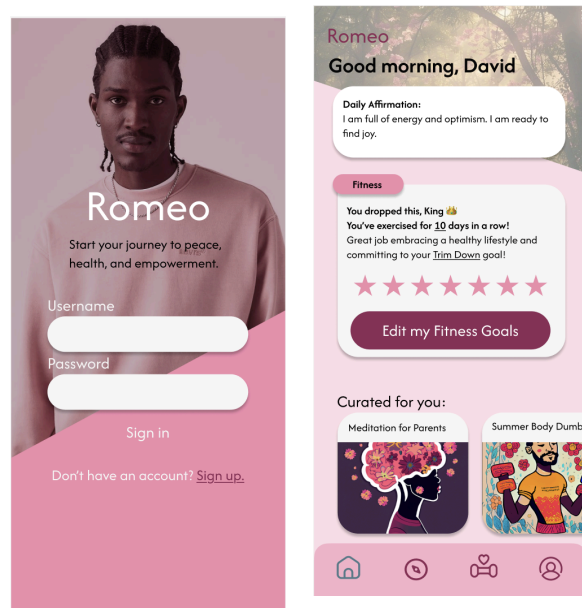 Romeo
Start your journey to peace,
health, and empowerment.
Username
Password
Sign in
Don't have an account? Sign up.
Romeo
Good morning, David
Daily Affirmation:
I am full of energy and optimism. I am ready to
find joy.
Fitness
You dropped this, King 👑
You've exercised for 10 days in a row!
Great job embracing a healthy lifestyle and
committing to your Trim Down goal!
Edit my Fitness Goals
Curated for you:
Meditation for Parents
Summer Body Dumb